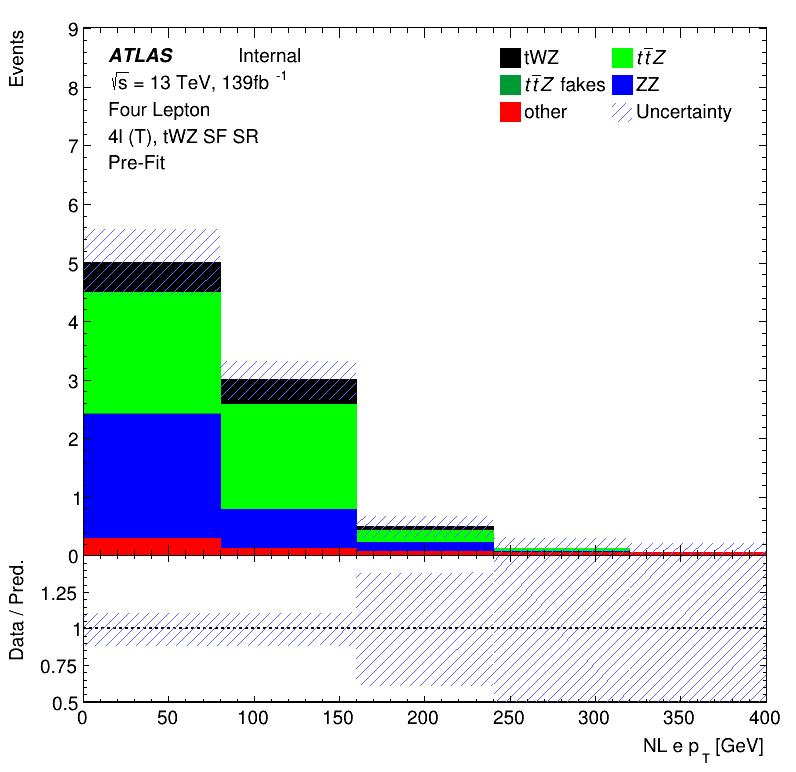 Events
9
8
7
6
5
4
3
2
1
0
ATLAS Internal
√s = 13 TeV, 139fb⁻¹
Four Lepton
4l (T), tWZ SF SR
Pre-Fit
tWZ tt̄Z
tt̄Z fakes ZZ
other Uncertainty
Data / Pred.
1.25
1
0.75
0.5
0 50 100 150 200 250 300 350 400
NL e p_T [GeV]